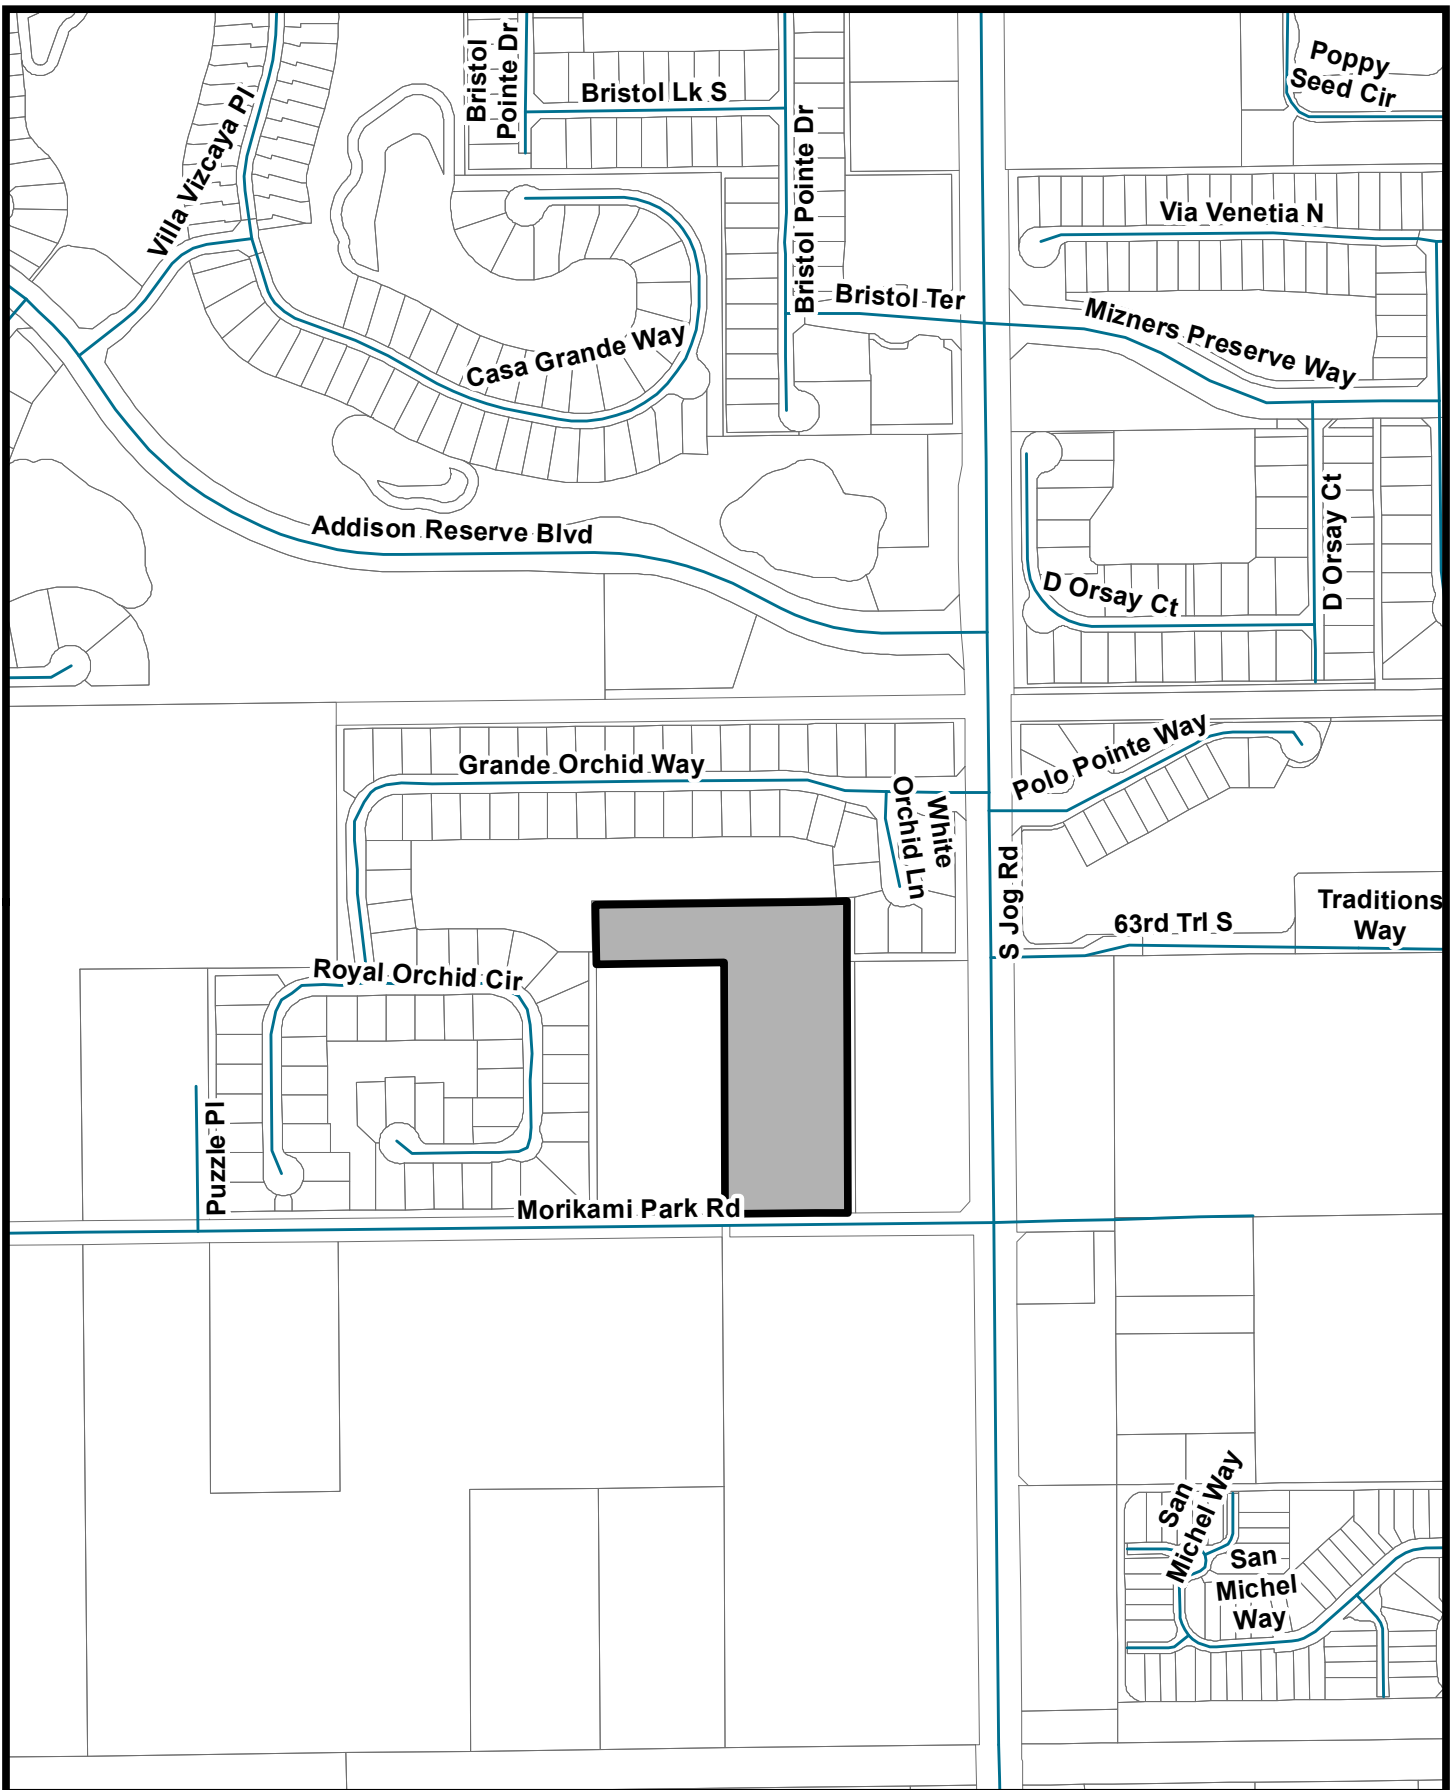 Bristol
Pointe Dr
Poppy
Seed Cir
Bristol Lk S
Villa Vizcaya Pl
Bristol Pointe Dr
Via Venetia N
Bristol Ter
Mizners Preserve Way
Casa Grande Way
Addison Reserve Blvd
D Orsay Ct
D Orsay Ct
Grande Orchid Way
Polo Pointe Way
White
Orchid Ln
S Jog Rd
63rd Trl S
Traditions
Way
Royal Orchid Cir
Puzzle Pl
Morikami Park Rd
San
Michel Way
San
Michel
Way